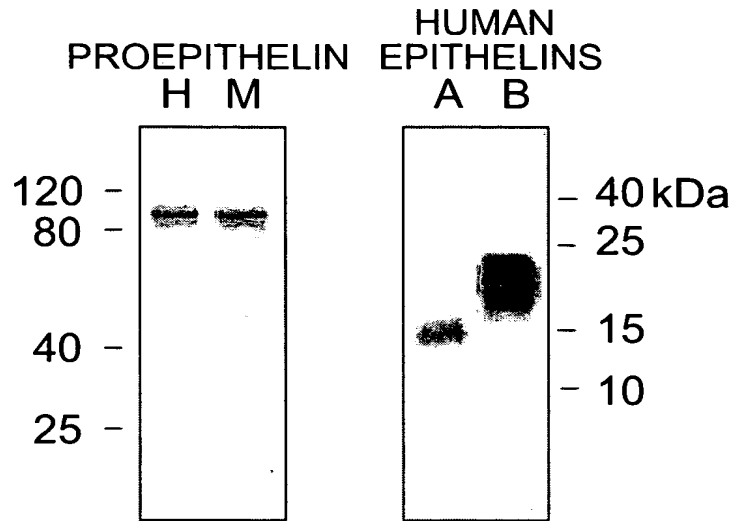 PROEPITHELIN
H M
120
80
40
25
HUMAN
EPITHELINS
A B
40 kDa
25
15
10